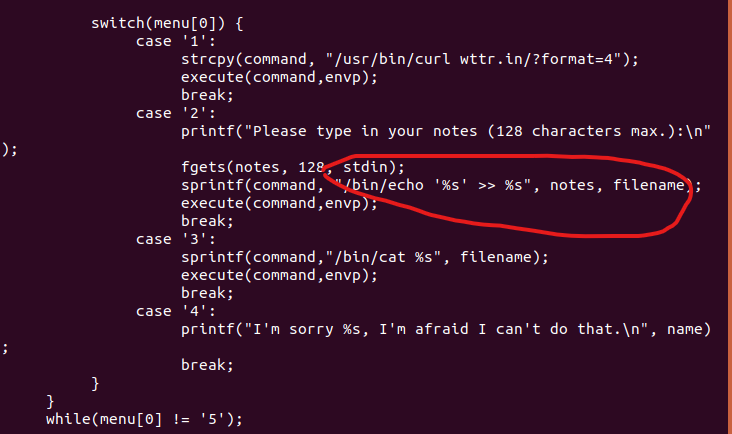 switch(menu[0]) {
case '1':
strcpy(command, "/usr/bin/curl wttr.in/?format=4");
execute(command,envp);
break;
case '2':
printf("Please type in your notes (128 characters max.):\n"
);
fgets(notes, 128, stdin);
sprintf(command, "/bin/echo '%s' >> %s", notes, filename);
execute(command,envp);
break;
case '3':
sprintf(command,"/bin/cat %s", filename);
execute(command,envp);
break;
case '4':
printf("I'm sorry %s, I'm afraid I can't do that.\n", name)
;
break;
}
}
while(menu[0] != '5');